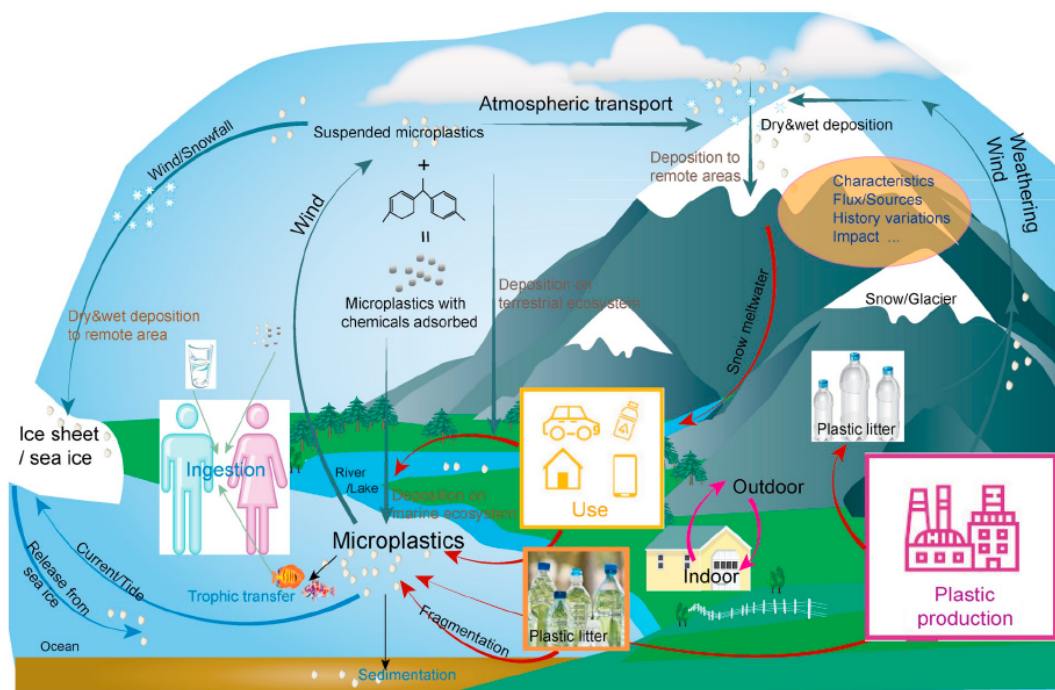 Atmospheric transport
Suspended microplastics
Dry&wet deposition
Wind/Snowfall
Deposition to
remote areas
Weathering
Wind
+
Characteristics
Flux/Sources
History variations
Impact ...
Wind
=
Microplastics with
chemicals adsorbed
Deposition on
terrestrial ecosystem
Snow/Glacier
Dry&wet deposition
to remote area
Snow meltwater
Plastic litter
Ice sheet
/ sea ice
Ingestion
River
/Lake
Deposition on
marine ecosystem
Use
Outdoor
Indoor
Microplastics
Plastic
production
Release from
sea ice
Current/Tide
Trophic transfer
Fragmentation
Plastic litter
Ocean
Sedimentation